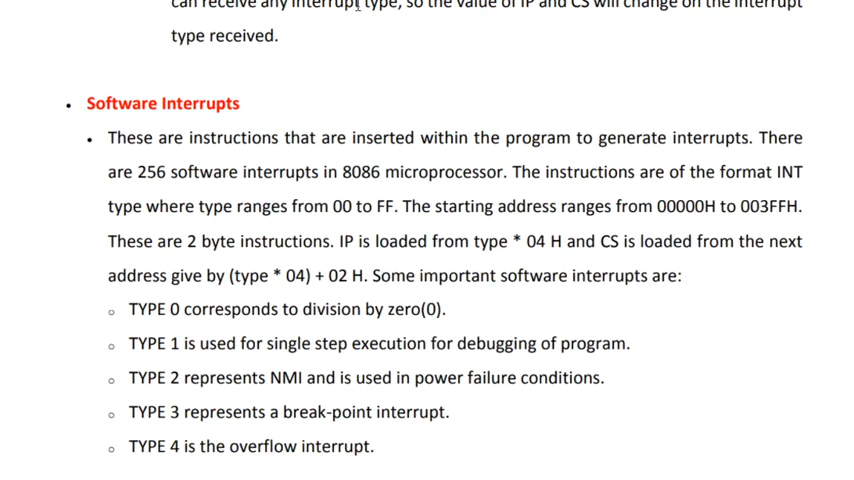 can receive any interrupt type, so the value of IP and CS will change on the interrupt
type received.
• Software Interrupts
• These are instructions that are inserted within the program to generate interrupts. There
are 256 software interrupts in 8086 microprocessor. The instructions are of the format INT
type where type ranges from 00 to FF. The starting address ranges from 00000H to 003FFH.
These are 2 byte instructions. IP is loaded from type * 04 H and CS is loaded from the next
address give by (type * 04) + 02 H. Some important software interrupts are:
o TYPE 0 corresponds to division by zero(0).
o TYPE 1 is used for single step execution for debugging of program.
o TYPE 2 represents NMI and is used in power failure conditions.
o TYPE 3 represents a break-point interrupt.
o TYPE 4 is the overflow interrupt.